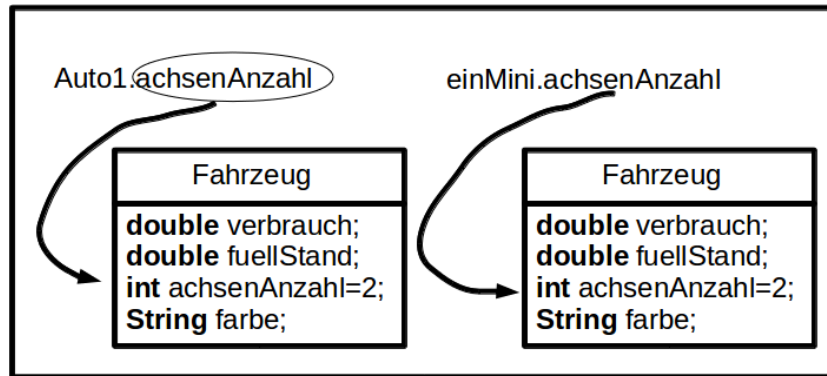 Auto1.achsenAnzahl
einMini.achsenAnzahl
Fahrzeug
double verbrauch;
double fuellStand;
int achsenAnzahl=2;
String farbe;
Fahrzeug
double verbrauch;
double fuellStand;
int achsenAnzahl=2;
String farbe;